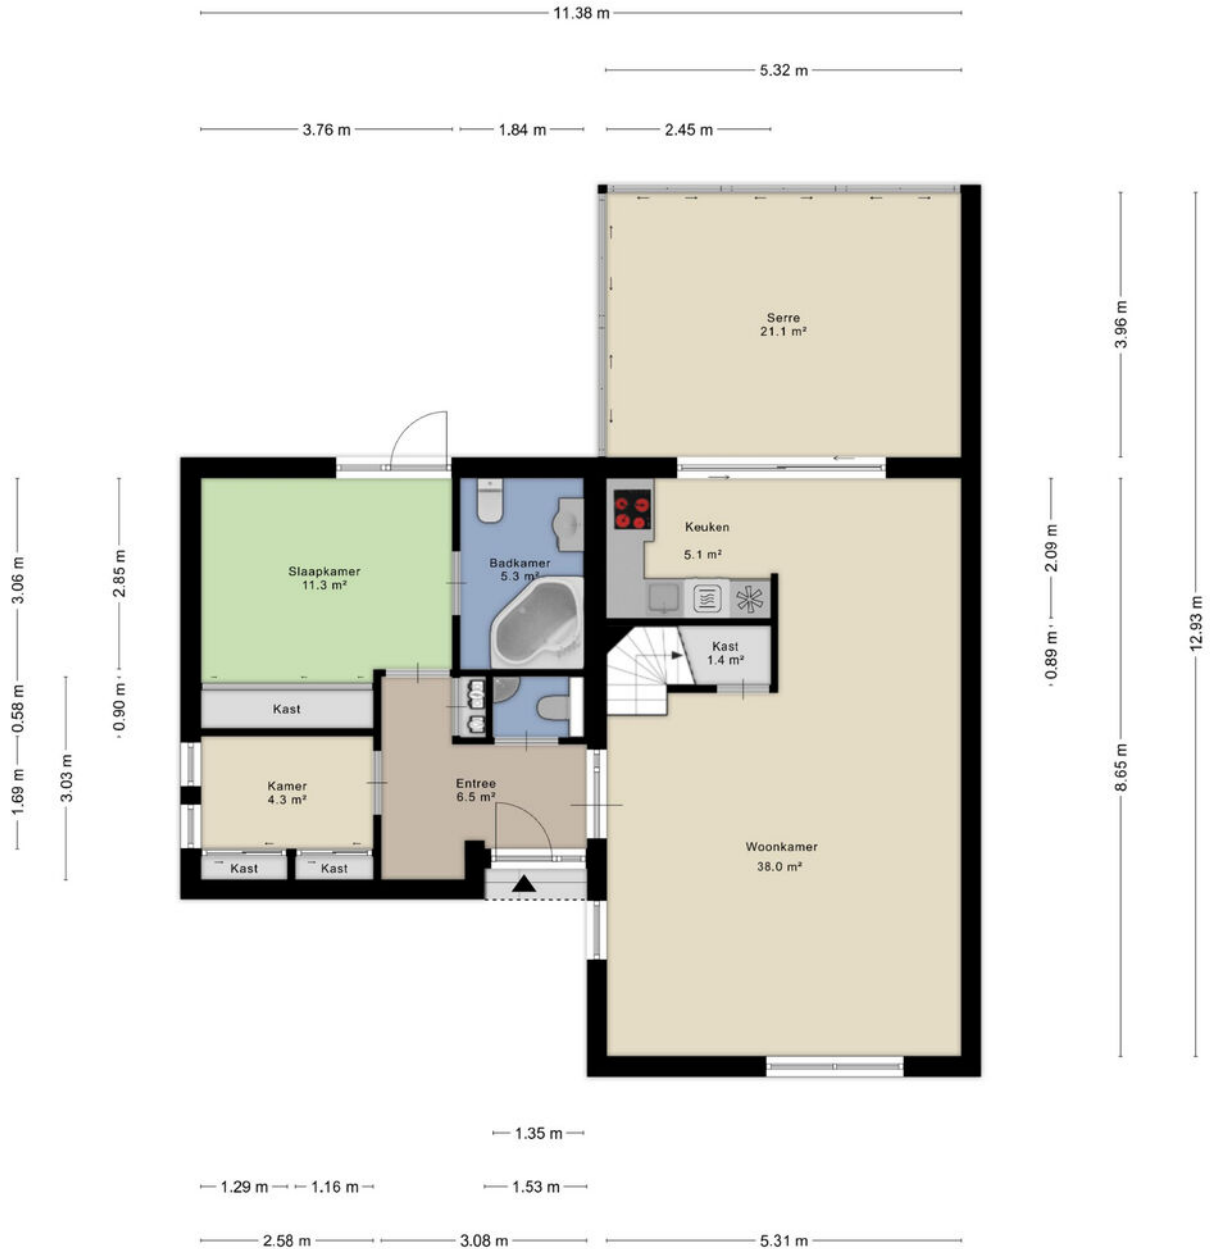 11.38 m
5.32 m
3.76 m
1.84 m
2.45 m
Serre
21.1 m²
3.96 m
12.93 m
Slaapkamer
11.3 m²
Badkamer
5.3 m²
Keuken
5.1 m²
Kast
1.4 m²
3.06 m
2.85 m
2.09 m
0.89 m
0.58 m
0.90 m
Kast
Kamer
4.3 m²
Entree
6.5 m²
Woonkamer
38.0 m²
8.65 m
1.69 m
3.03 m
Kast
Kast
1.35 m
1.29 m
1.16 m
1.53 m
2.58 m
3.08 m
5.31 m